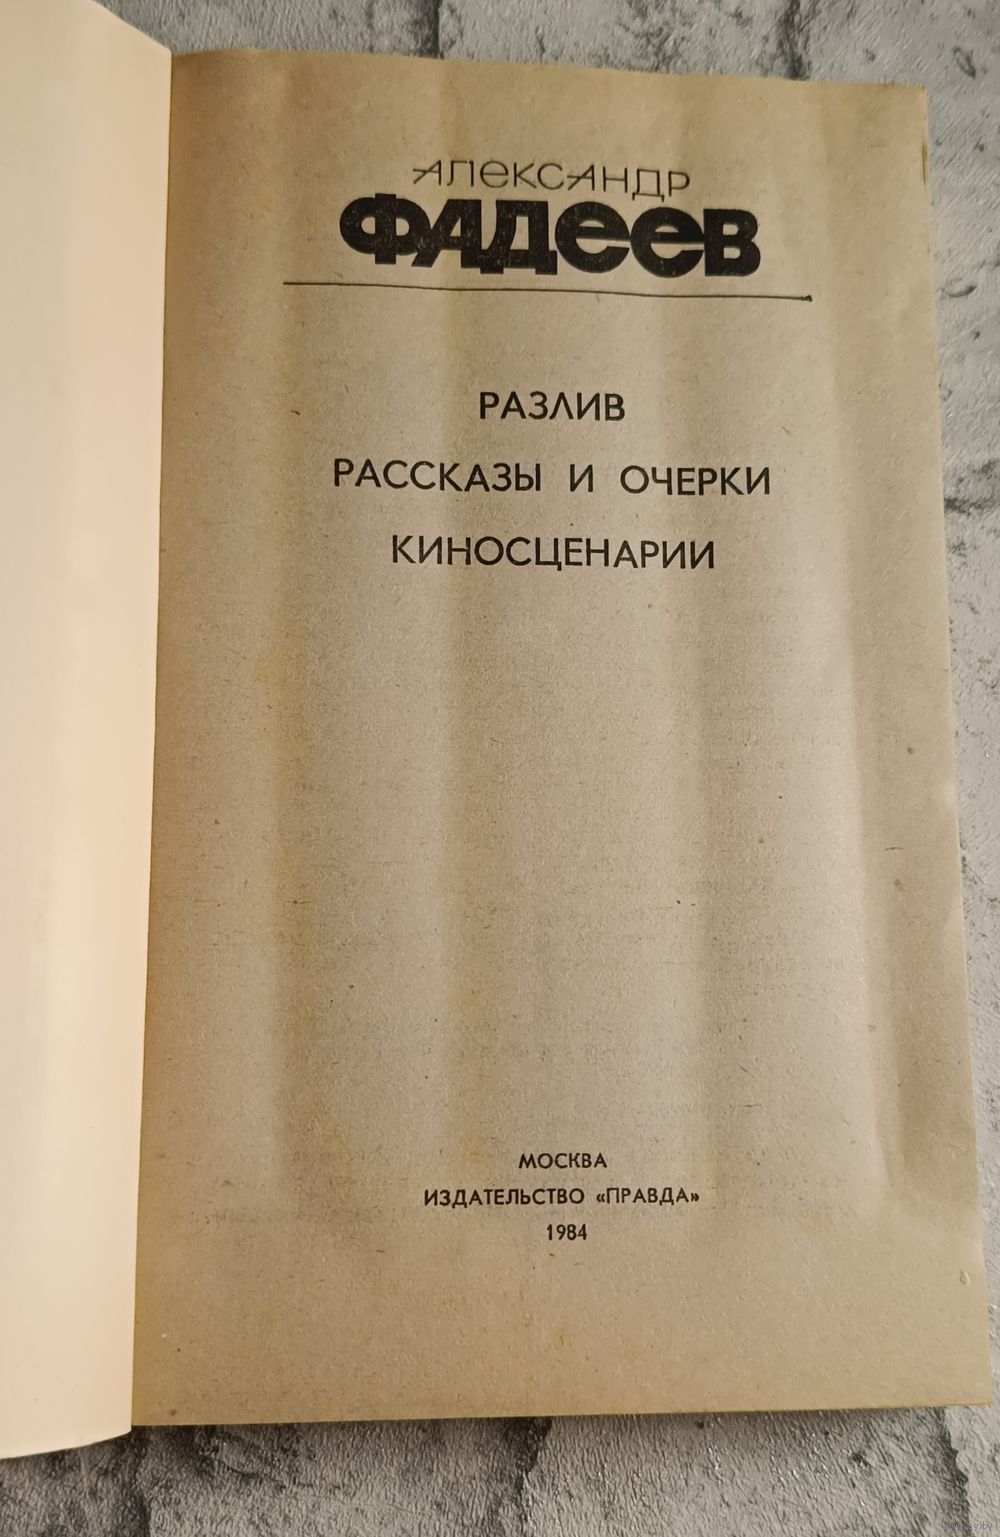 Александр
Фадеев
РАЗЛИВ
РАССКАЗЫ И ОЧЕРКИ
КИНОСЦЕНАРИИ
МОСКВА
ИЗДАТЕЛЬСТВО «ПРАВДА»
1984